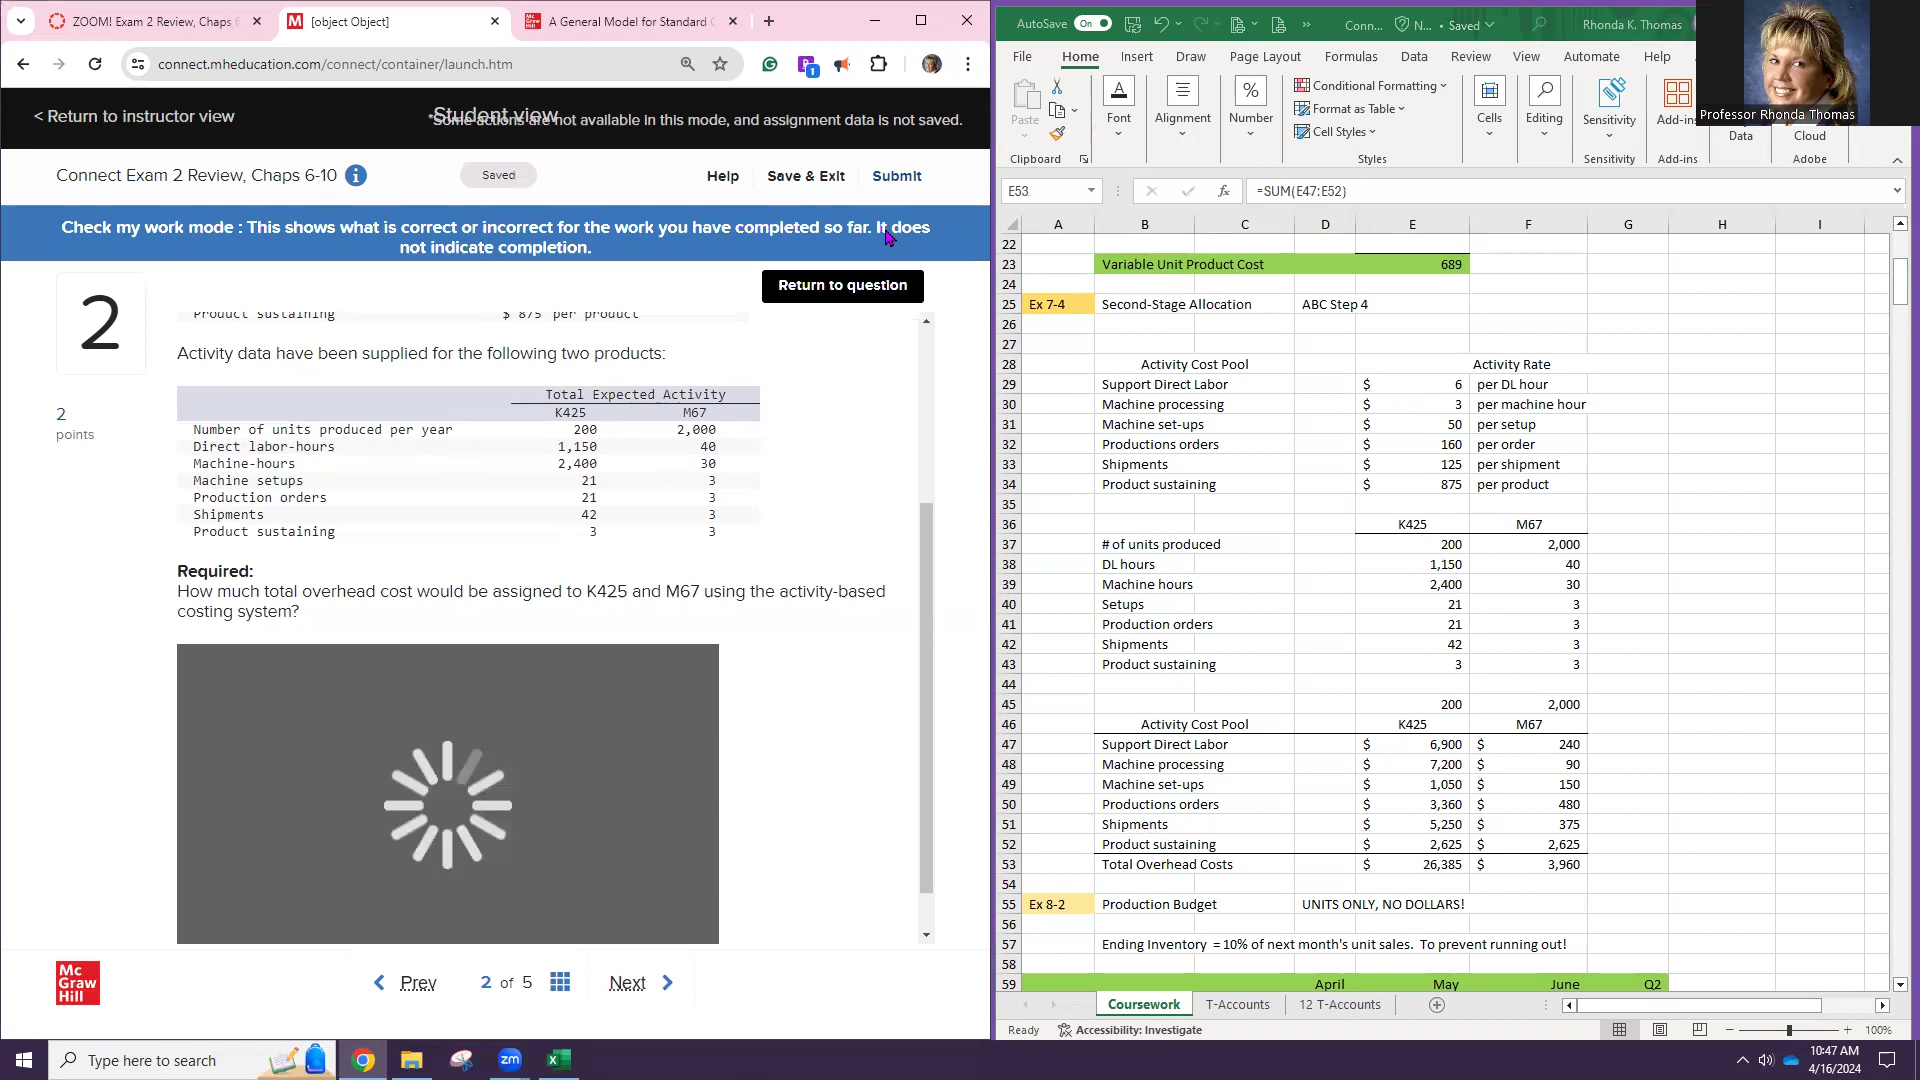 ZOOM! Exam 2 Review, Chaps 6-
[object Object]
A General Model for Standard C
connect.mheducation.com/connect/container/launch.htm
< Return to instructor view
Student view
*Some actions are not available in this mode, and assignment data is not saved.
Connect Exam 2 Review, Chaps 6-10
Saved
Help
Save & Exit
Submit
Check my work mode : This shows what is correct or incorrect for the work you have completed so far. It does
not indicate completion.
Return to question
2
2
points
Product sustaining $ 875 per product
Activity data have been supplied for the following two products:
Total Expected Activity
K425 M67
Number of units produced per year 200 2,000
Direct labor-hours 1,150 40
Machine-hours 2,400 30
Machine setups 21 3
Production orders 21 3
Shipments 42 3
Product sustaining 3 3
Required:
How much total overhead cost would be assigned to K425 and M67 using the activity-based
costing system?
Mc
Graw
Hill
Prev
2 of 5
Next
Type here to search
AutoSave On
Conn...
N... • Saved
Rhonda K. Thomas
Professor Rhonda Thomas
File Home Insert Draw Page Layout Formulas Data Review View Automate Help
Paste
Clipboard
Font
Alignment
%
Number
Conditional Formatting
Format as Table
Cell Styles
Styles
Cells
Editing
Sensitivity
Sensitivity
Add-ins
Add-ins
Data
Cloud
Adobe
E53 fx =SUM(E47:E52)
A B C D E F G H I
22
23 Variable Unit Product Cost 689
24
25 Ex 7-4 Second-Stage Allocation ABC Step 4
26
27
28 Activity Cost Pool Activity Rate
29 Support Direct Labor $ 6 per DL hour
30 Machine processing $ 3 per machine hour
31 Machine set-ups $ 50 per setup
32 Productions orders $ 160 per order
33 Shipments $ 125 per shipment
34 Product sustaining $ 875 per product
35
36 K425 M67
37 # of units produced 200 2,000
38 DL hours 1,150 40
39 Machine hours 2,400 30
40 Setups 21 3
41 Production orders 21 3
42 Shipments 42 3
43 Product sustaining 3 3
44
45 200 2,000
46 Activity Cost Pool K425 M67
47 Support Direct Labor $ 6,900 $ 240
48 Machine processing $ 7,200 $ 90
49 Machine set-ups $ 1,050 $ 150
50 Productions orders $ 3,360 $ 480
51 Shipments $ 5,250 $ 375
52 Product sustaining $ 2,625 $ 2,625
53 Total Overhead Costs $ 26,385 $ 3,960
54
55 Ex 8-2 Production Budget UNITS ONLY, NO DOLLARS!
56
57 Ending Inventory = 10% of next month's unit sales. To prevent running out!
58
59 April May June Q2
Coursework T-Accounts 12 T-Accounts
Ready Accessibility: Investigate 100%
10:47 AM
4/16/2024